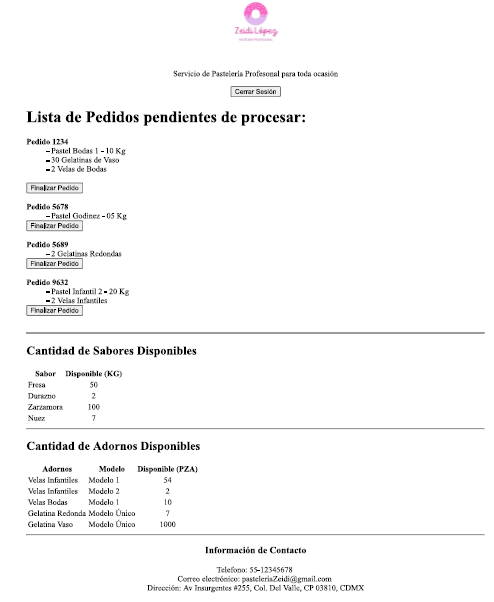 Zeidi López
Servicio de Pastelería Profesonal para toda ocasión
Cerrar Sesión
Lista de Pedidos pendientes de procesar:
Pedido 1234
– Pastel Bodas 1 - 10 Kg
– 30 Gelatinas de Vaso
– 2 Velas de Bodas
Finalizar Pedido
Pedido 5678
– Pastel Godinez - 05 Kg
Finalizar Pedido
Pedido 5689
– 2 Gelatinas Redondas
Finalizar Pedido
Pedido 9632
– Pastel Infantil 2 - 20 Kg
– 2 Velas Infantiles
Finalizar Pedido
Cantidad de Sabores Disponibles
Sabor Disponible (KG)
Fresa 50
Durazno 2
Zarzamora 100
Nuez 7
Cantidad de Adornos Disponibles
Adornos Modelo Disponible (PZA)
Velas Infantiles Modelo 1 54
Velas Infantiles Modelo 2 2
Velas Bodas Modelo 1 10
Gelatina Redonda Modelo Único 7
Gelatina Vaso Modelo Único 1000
Información de Contacto
Telefono: 55-12345678
Correo electrónico: pasteleriaZeidi@gmail.com
Dirección: Av Insurgentes #255, Col. Del Valle, CP 03810, CDMX